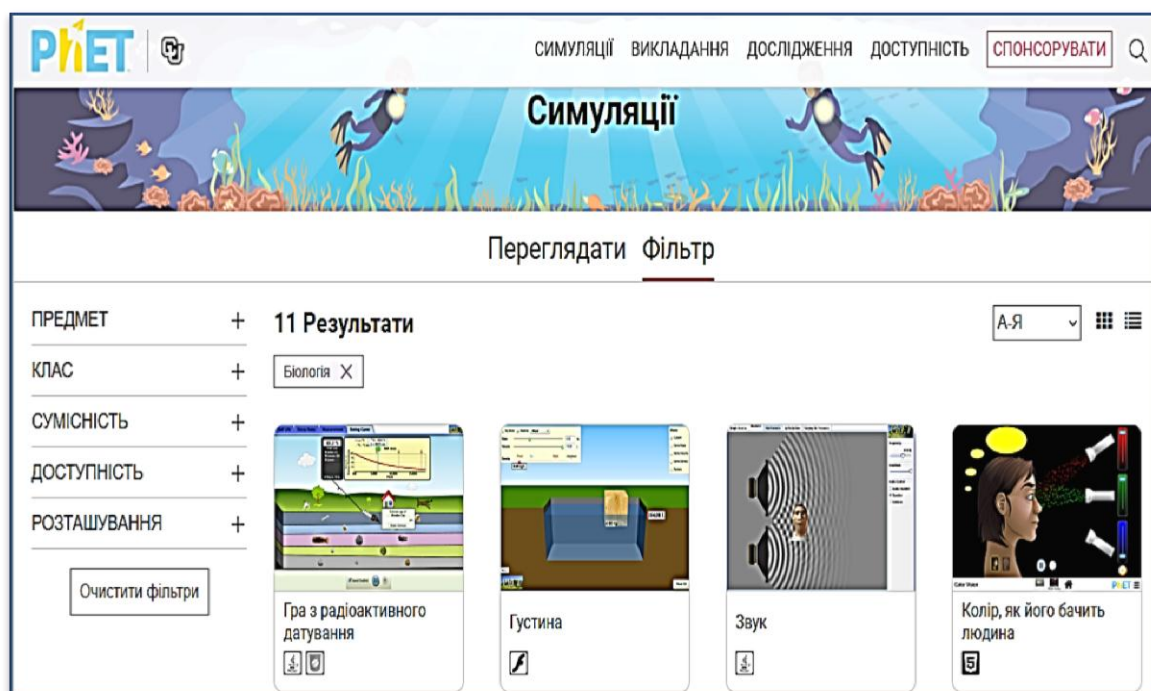 PhET
СИМУЛЯЦІЇ ВИКЛАДАННЯ ДОСЛІДЖЕННЯ ДОСТУПНІСТЬ СПОНСОРУВАТИ
Симуляції
Переглядати Фільтр
ПРЕДМЕТ +
КЛАС +
СУМІСНІСТЬ +
ДОСТУПНІСТЬ +
РОЗТАШУВАННЯ +
Очистити фільтри
11 Результати
А-Я
Біологія X
Гра з радіоактивного
датування
Густина
Звук
Колір, як його бачить
людина